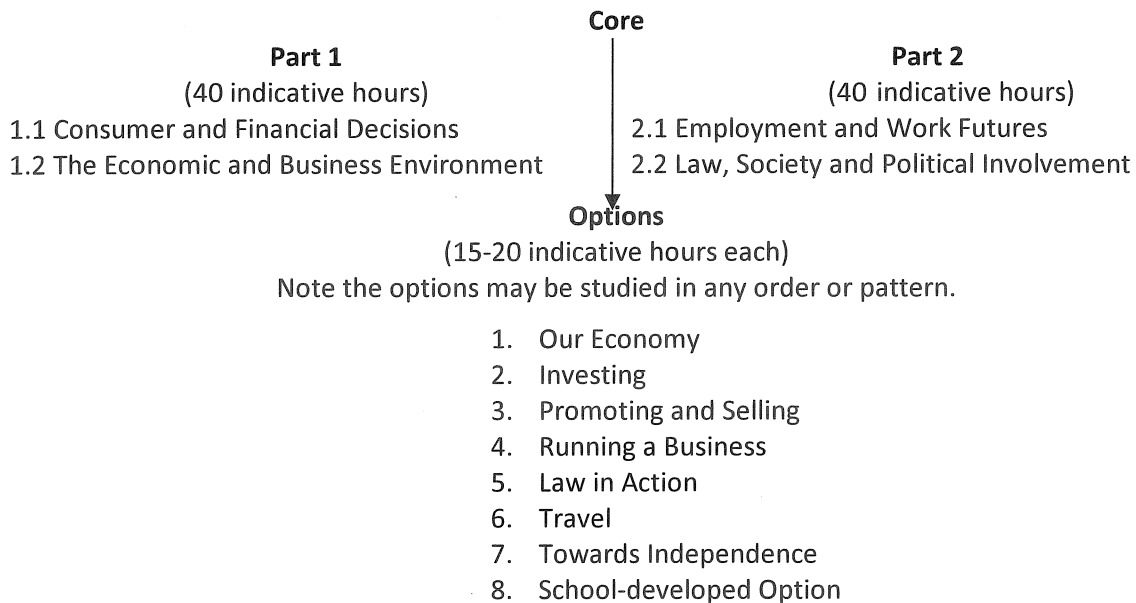 Core
Part 1
(40 indicative hours)
1.1 Consumer and Financial Decisions
1.2 The Economic and Business Environment
Part 2
(40 indicative hours)
2.1 Employment and Work Futures
2.2 Law, Society and Political Involvement
Options
(15-20 indicative hours each)
Note the options may be studied in any order or pattern.
1. Our Economy
2. Investing
3. Promoting and Selling
4. Running a Business
5. Law in Action
6. Travel
7. Towards Independence
8. School-developed Option